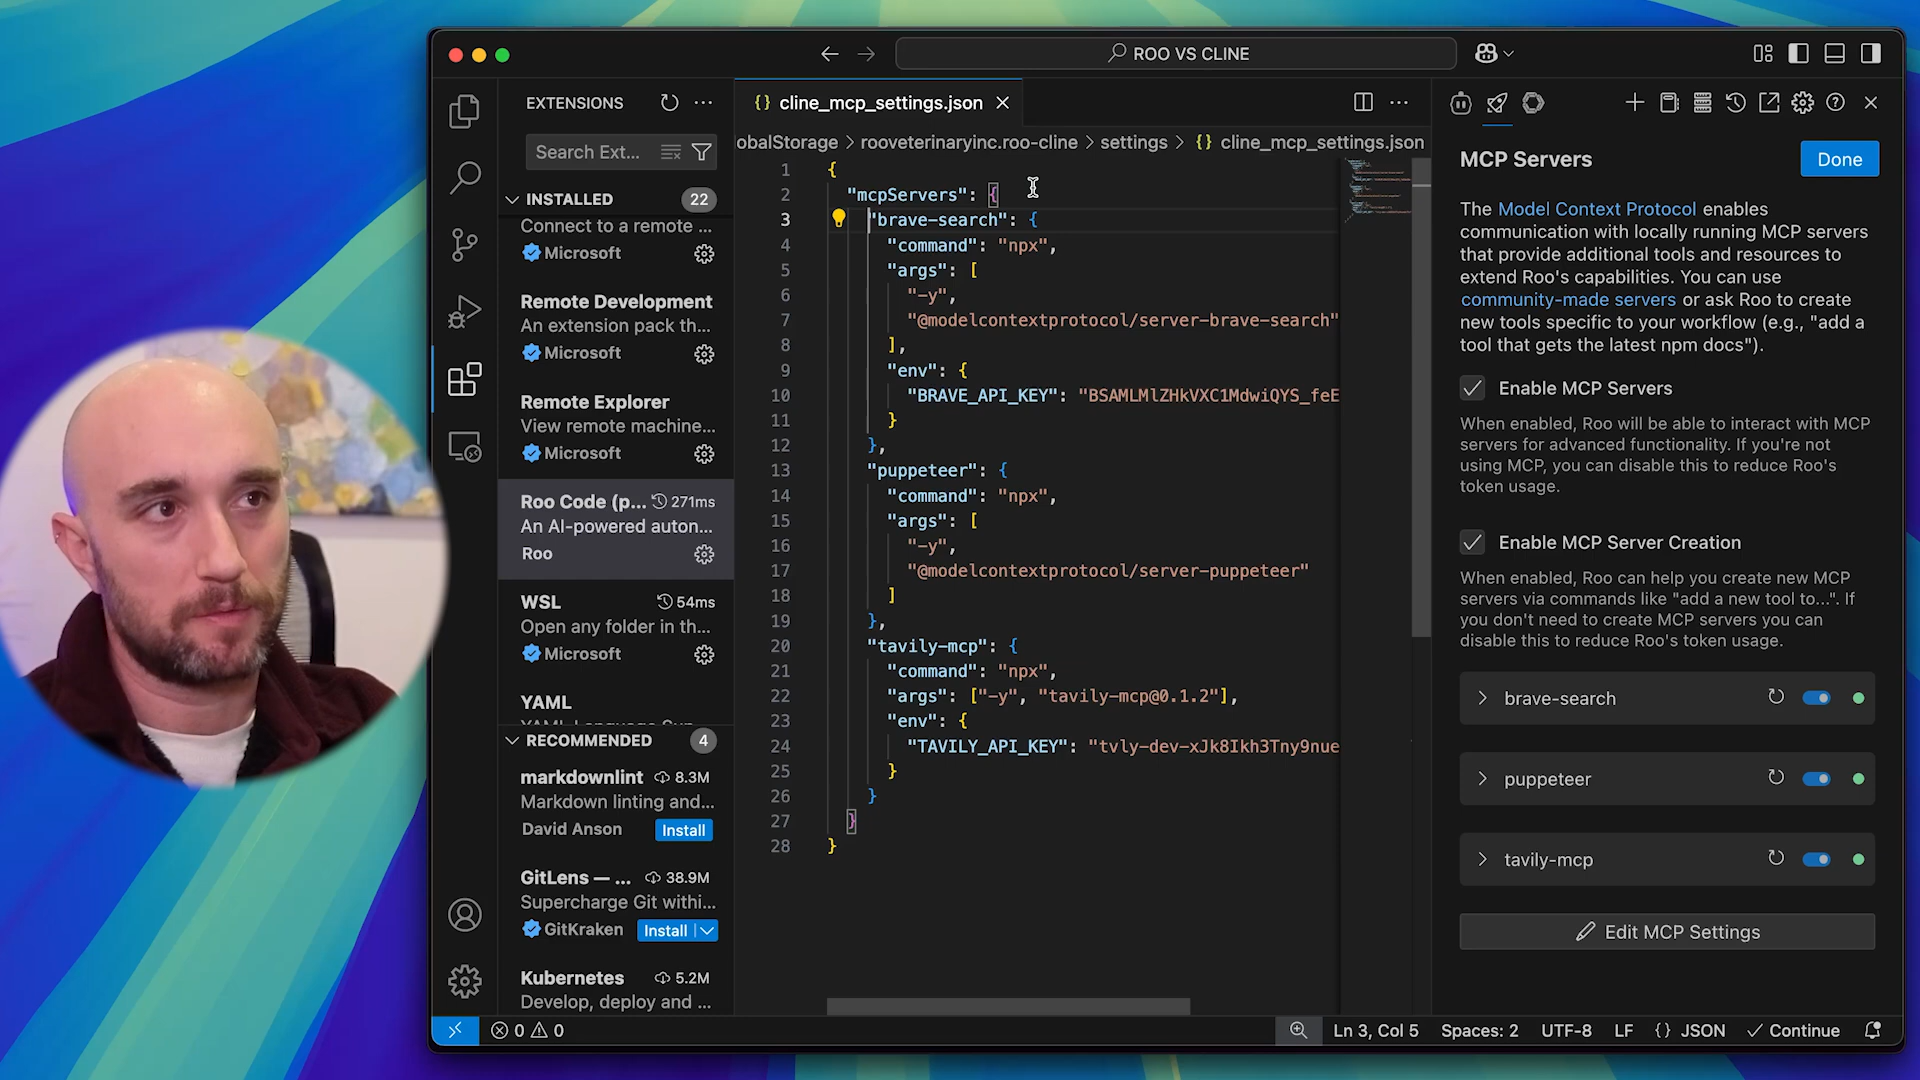 ROO VS CLINE
EXTENSIONS
Search Ext...
INSTALLED 22
Connect to a remote ...
Microsoft
Remote Development
An extension pack th...
Microsoft
Remote Explorer
View remote machine...
Microsoft
Roo Code (p... 271ms
An AI-powered auton...
Roo
WSL 54ms
Open any folder in th...
Microsoft
YAML
RECOMMENDED 4
markdownlint 8.3M
Markdown linting and...
David Anson Install
GitLens — ... 38.9M
Supercharge Git withi...
GitKraken Install
Kubernetes 5.2M
Develop, deploy and ...
{} cline_mcp_settings.json
obalStorage > rooveterinaryinc.roo-cline > settings > {} cline_mcp_settings.json
1 {
2 "mcpServers": {
3 "brave-search": {
4 "command": "npx",
5 "args": [
6 "-y",
7 "@modelcontextprotocol/server-brave-search"
8 ],
9 "env": {
10 "BRAVE_API_KEY": "BSAMLMlZHkVXC1MdwiQYS_feE
11 }
12 },
13 "puppeteer": {
14 "command": "npx",
15 "args": [
16 "-y",
17 "@modelcontextprotocol/server-puppeteer"
18 ]
19 },
20 "tavily-mcp": {
21 "command": "npx",
22 "args": ["-y", "tavily-mcp@0.1.2"],
23 "env": {
24 "TAVILY_API_KEY": "tvly-dev-xJk8Ikh3Tny9nue
25 }
26 }
27 }
28 }
MCP Servers
Done
The Model Context Protocol enables
communication with locally running MCP servers
that provide additional tools and resources to
extend Roo's capabilities. You can use
community-made servers or ask Roo to create
new tools specific to your workflow (e.g., "add a
tool that gets the latest npm docs").
Enable MCP Servers
When enabled, Roo will be able to interact with MCP
servers for advanced functionality. If you're not
using MCP, you can disable this to reduce Roo's
token usage.
Enable MCP Server Creation
When enabled, Roo can help you create new MCP
servers via commands like "add a new tool to...". If
you don't need to create MCP servers you can
disable this to reduce Roo's token usage.
brave-search
puppeteer
tavily-mcp
Edit MCP Settings
0 0
Ln 3, Col 5 Spaces: 2 UTF-8 LF {} JSON Continue